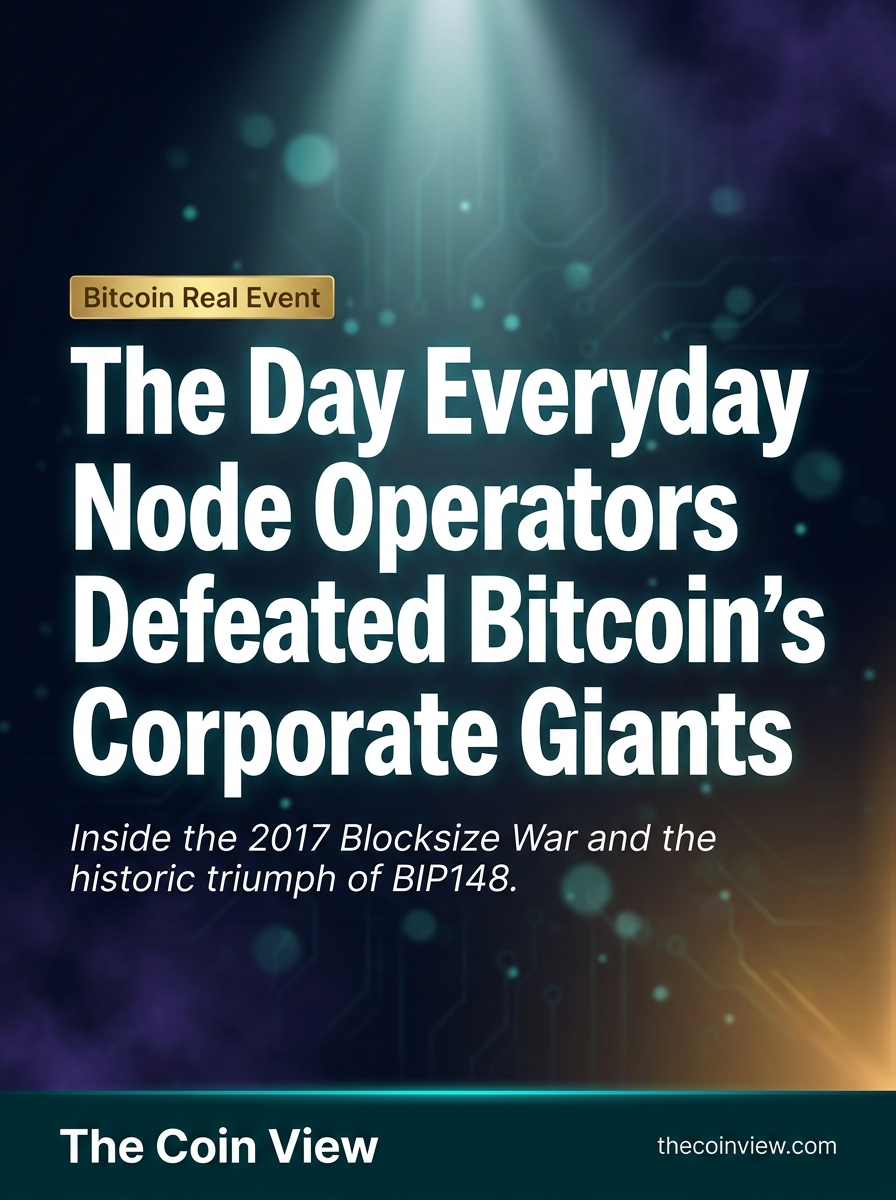 Bitcoin Real Event
The Day Everyday
Node Operators
Defeated Bitcoin’s
Corporate Giants
Inside the 2017 Blocksize War and the
historic triumph of BIP148.
The Coin View
thecoinview.com